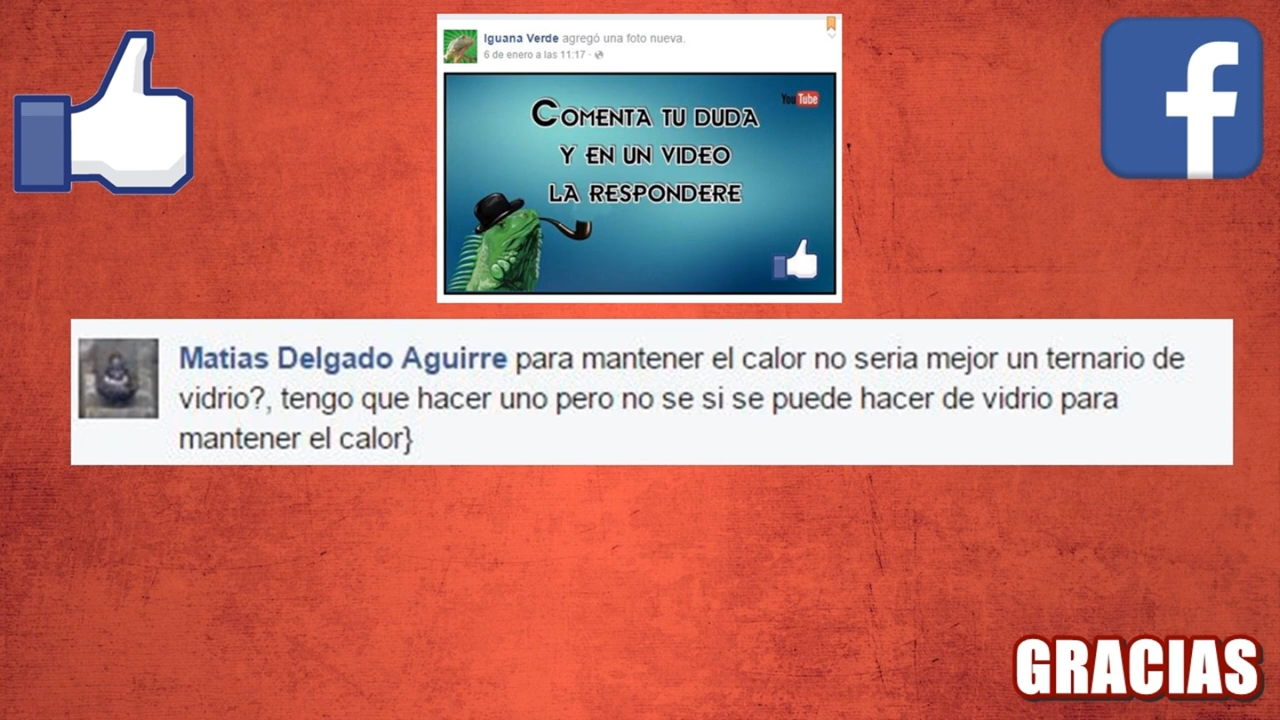 Iguana Verde agregó una foto nueva.
6 de enero a las 11:17 ·
YouTube
COMENTA TU DUDA
Y EN UN VIDEO
LA RESPONDERE
f
Matias Delgado Aguirre para mantener el calor no seria mejor un ternario de
vidrio?, tengo que hacer uno pero no se si se puede hacer de vidrio para
mantener el calor}
GRACIAS